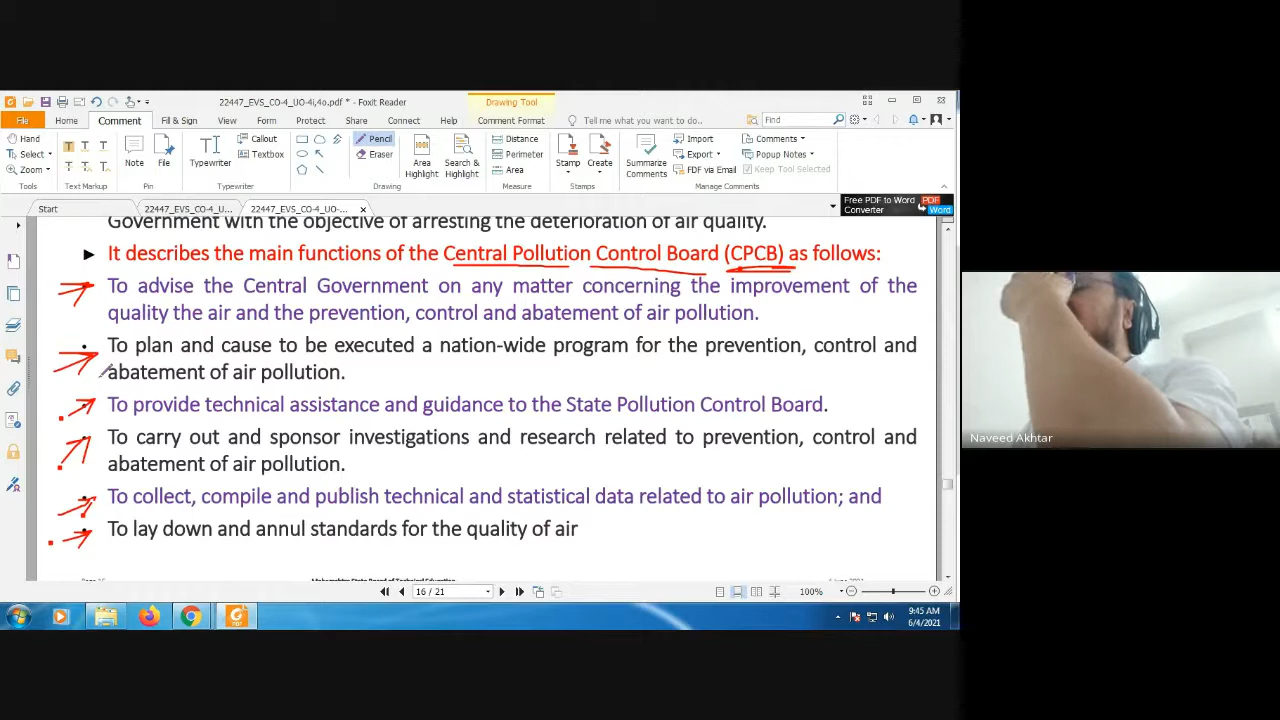 22447_EVS_CO-4_UO-4i,4o.pdf * - Foxit Reader
Drawing Tool
File Home Comment Fill & Sign View Form Protect Share Connect Help Comment Format Tell me what you want to do... Find
Hand
Select
Zoom
Tools
Text Markup
Note
File
Pin
Typewriter
Callout
Textbox
Typewriter
Pencil
Eraser
Drawing
Area Highlight
Search & Highlight
Distance
Perimeter
Area
Measure
Stamp
Create
Stamps
Summarize Comments
Import
Export
FDF via Email
Comments
Popup Notes
Keep Tool Selected
Manage Comments
Start 22447_EVS_CO-4_U... 22447_EVS_CO-4_UO-...
Free PDF to Word Converter
PDF
Word
Government with the objective of arresting the deterioration of air quality.
► It describes the main functions of the Central Pollution Control Board (CPCB) as follows:
To advise the Central Government on any matter concerning the improvement of the
quality the air and the prevention, control and abatement of air pollution.
• To plan and cause to be executed a nation-wide program for the prevention, control and
abatement of air pollution.
• To provide technical assistance and guidance to the State Pollution Control Board.
• To carry out and sponsor investigations and research related to prevention, control and
abatement of air pollution.
• To collect, compile and publish technical and statistical data related to air pollution; and
• To lay down and annul standards for the quality of air
Maharashtra State Board of Technical Education
16 / 21
100%
9:45 AM
6/4/2021
Naveed Akhtar